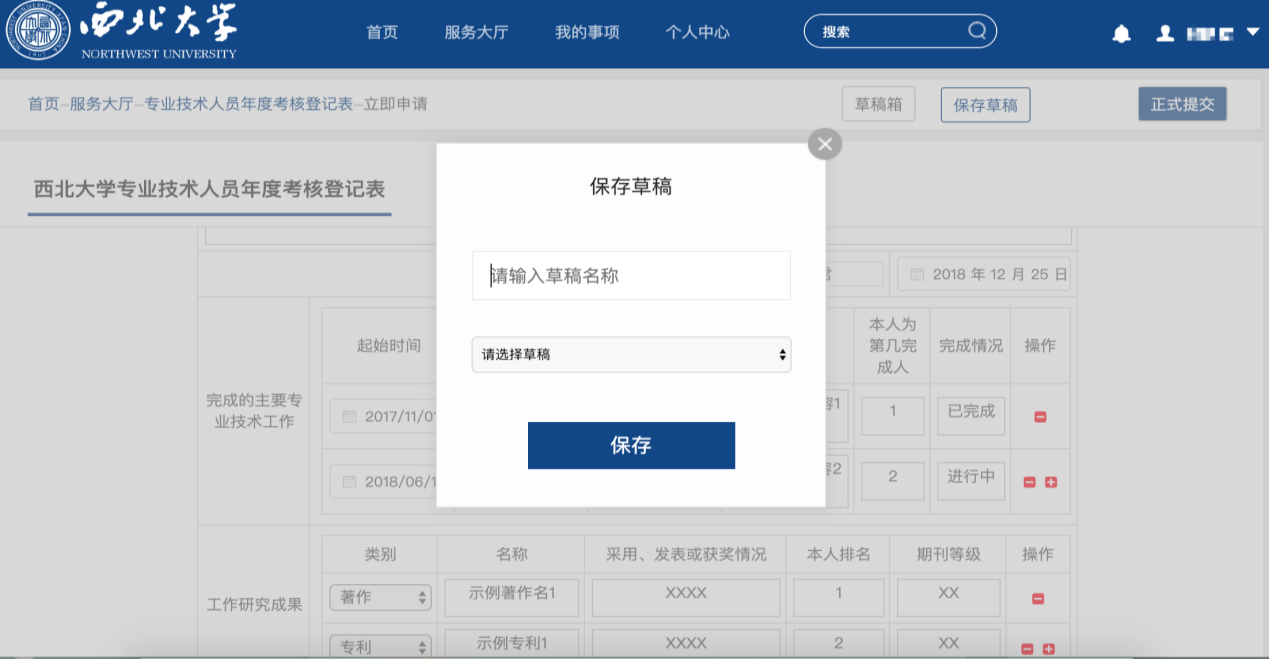 西北大学
NORTHWEST UNIVERSITY
首页 服务大厅 我的事项 个人中心 搜索
首页–服务大厅–专业技术人员年度考核登记表–立即申请 草稿箱 保存草稿 正式提交
保存草稿
西北大学专业技术人员年度考核登记表
请输入草稿名称
2018 年 12 月 25 日
请选择草稿
保存
起始时间 本人为第几完成人 完成情况 操作
完成的主要专业技术工作
2017/11/01 容1 1 已完成
2018/06/1 容2 2 进行中
类别 名称 采用、发表或获奖情况 本人排名 期刊等级 操作
工作研究成果
著作 示例著作名1 XXXX 1 XX
专利 示例专利1 XXXX 2 XX